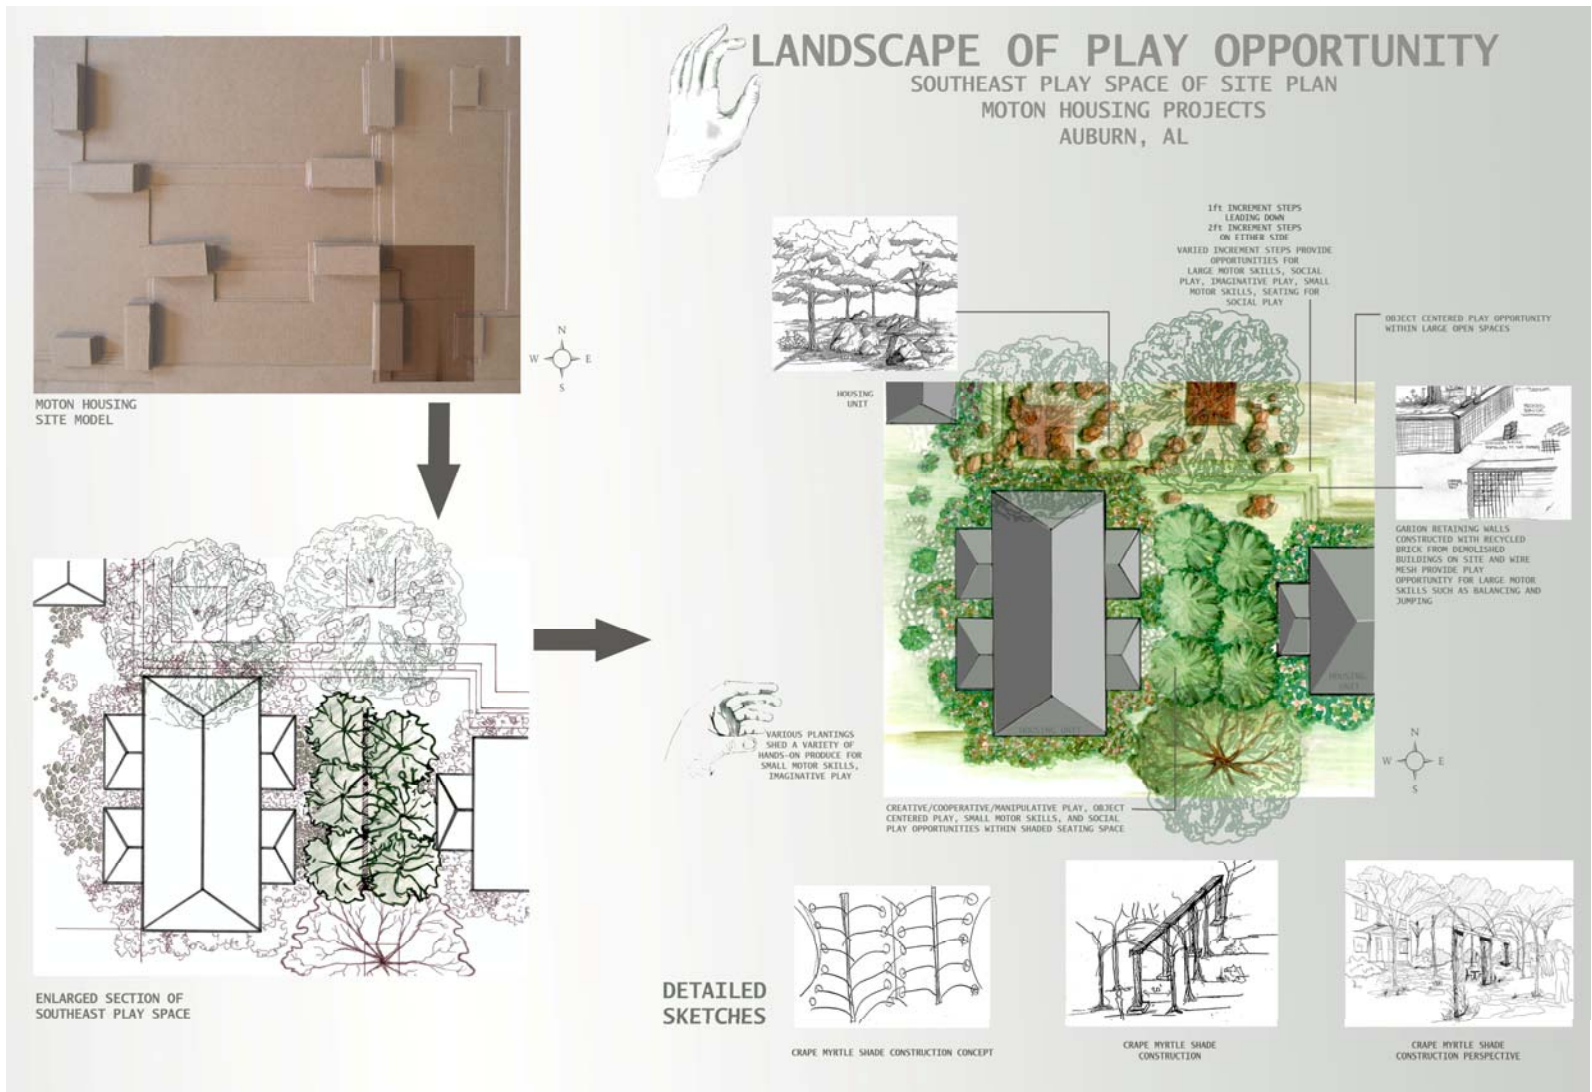 LANDSCAPE OF PLAY OPPORTUNITY
SOUTHEAST PLAY SPACE OF SITE PLAN
MOTON HOUSING PROJECTS
AUBURN, AL
N
W
E
S
MOTON HOUSING
SITE MODEL
1ft INCREMENT STEPS
LEADING DOWN
2ft INCREMENT STEPS
ON EITHER SIDE
VARIED INCREMENT STEPS PROVIDE
OPPORTUNITIES FOR
LARGE MOTOR SKILLS, SOCIAL
PLAY, IMAGINATIVE PLAY, SMALL
MOTOR SKILLS, SEATING FOR
SOCIAL PLAY
OBJECT CENTERED PLAY OPPORTUNITY
WITHIN LARGE OPEN SPACES
HOUSING
UNIT
GABION RETAINING WALLS
CONSTRUCTED WITH RECYCLED
BRICK FROM DEMOLISHED
BUILDINGS ON SITE AND WIRE
MESH PROVIDE PLAY
OPPORTUNITY FOR LARGE MOTOR
SKILLS SUCH AS BALANCING AND
JUMPING
HOUSING
UNIT
HOUSING UNIT
VARIOUS PLANTINGS
SHED A VARIETY OF
HANDS-ON PRODUCE FOR
SMALL MOTOR SKILLS,
IMAGINATIVE PLAY
N
W
E
S
CREATIVE/COOPERATIVE/MANIPULATIVE PLAY, OBJECT
CENTERED PLAY, SMALL MOTOR SKILLS, AND SOCIAL
PLAY OPPORTUNITIES WITHIN SHADED SEATING SPACE
ENLARGED SECTION OF
SOUTHEAST PLAY SPACE
DETAILED
SKETCHES
CRAPE MYRTLE SHADE CONSTRUCTION CONCEPT
CRAPE MYRTLE SHADE
CONSTRUCTION
CRAPE MYRTLE SHADE
CONSTRUCTION PERSPECTIVE